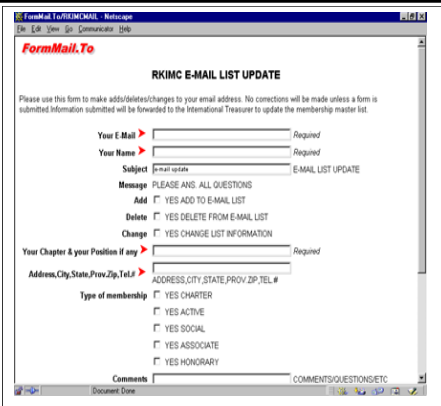 FormMail.To/RKIMCMAIL - Netscape
File Edit View Go Communicator Help
FormMail.To
RKIMC E-MAIL LIST UPDATE
Please use this form to make adds/deletes/changes to your email address. No corrections
will be made unless a form is
submitted.Information submitted will be forwarded to the International Treasurer to update the membership master list.
Your E-Mail Required
Your Name Required
Subject e-mail update E-MAIL LIST UPDATE
Message PLEASE ANS. ALL QUESTIONS
Add YES ADD TO E-MAIL LIST
Delete YES DELETE FROM E-MAIL LIST
Change YES CHANGE LIST INFORMATION
Your Chapter & your Position if any Required
Address,City,State,Prov.Zip,Tel.#
ADDRESS,CITY,STATE,PROV.ZIP,TEL.#
Type of membership YES CHARTER
YES ACTIVE
YES SOCIAL
YES ASSOCIATE
YES HONORARY
Comments COMMENTS/QUESTIONS/ETC
Document Done